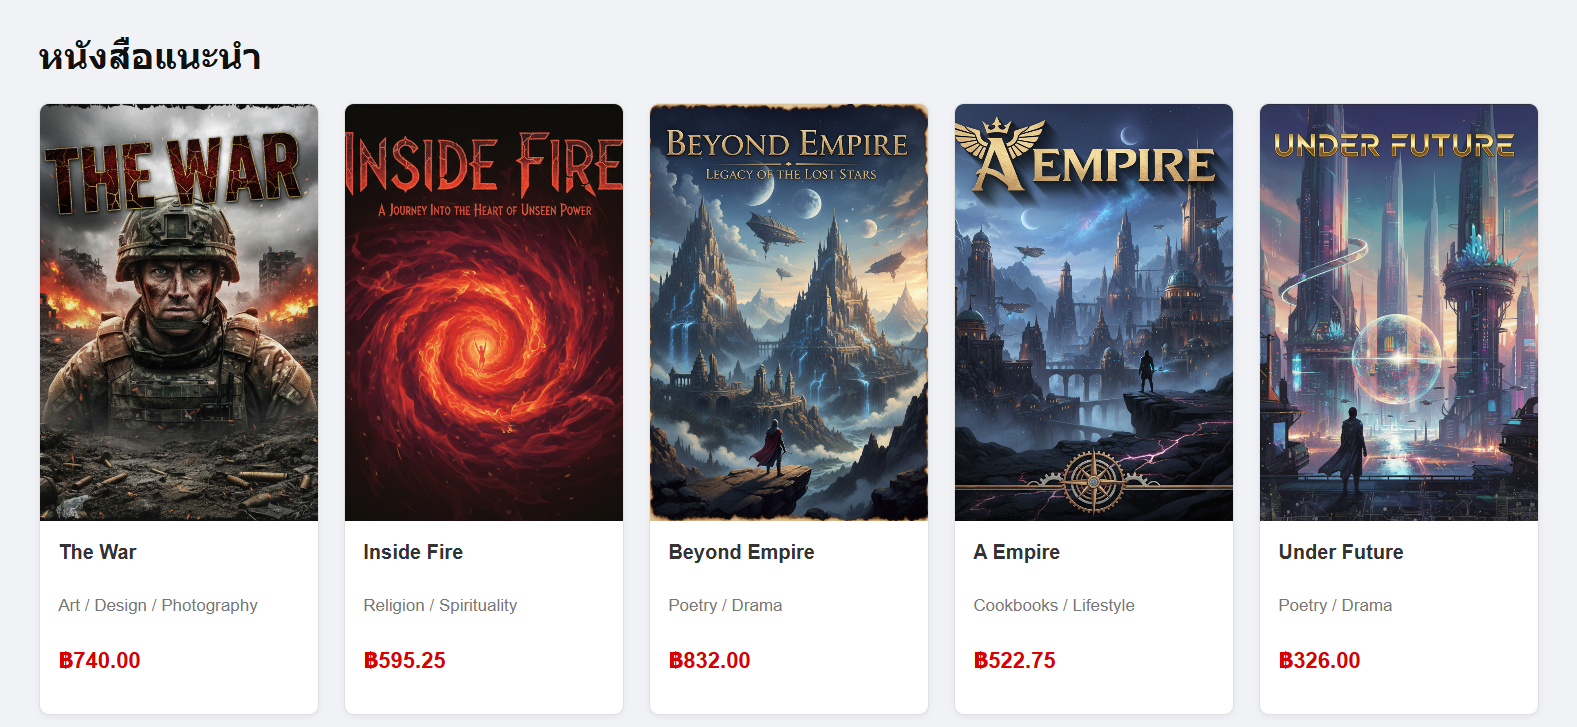 หนังสือแนะนำ
THE WAR
INSIDE FIRE
A JOURNEY INTO THE HEART OF UNSEEN POWER
BEYOND EMPIRE
LEGACY OF THE LOST STARS
A EMPIRE
UNDER FUTURE
The War
Art / Design / Photography
฿740.00
Inside Fire
Religion / Spirituality
฿595.25
Beyond Empire
Poetry / Drama
฿832.00
A Empire
Cookbooks / Lifestyle
฿522.75
Under Future
Poetry / Drama
฿326.00